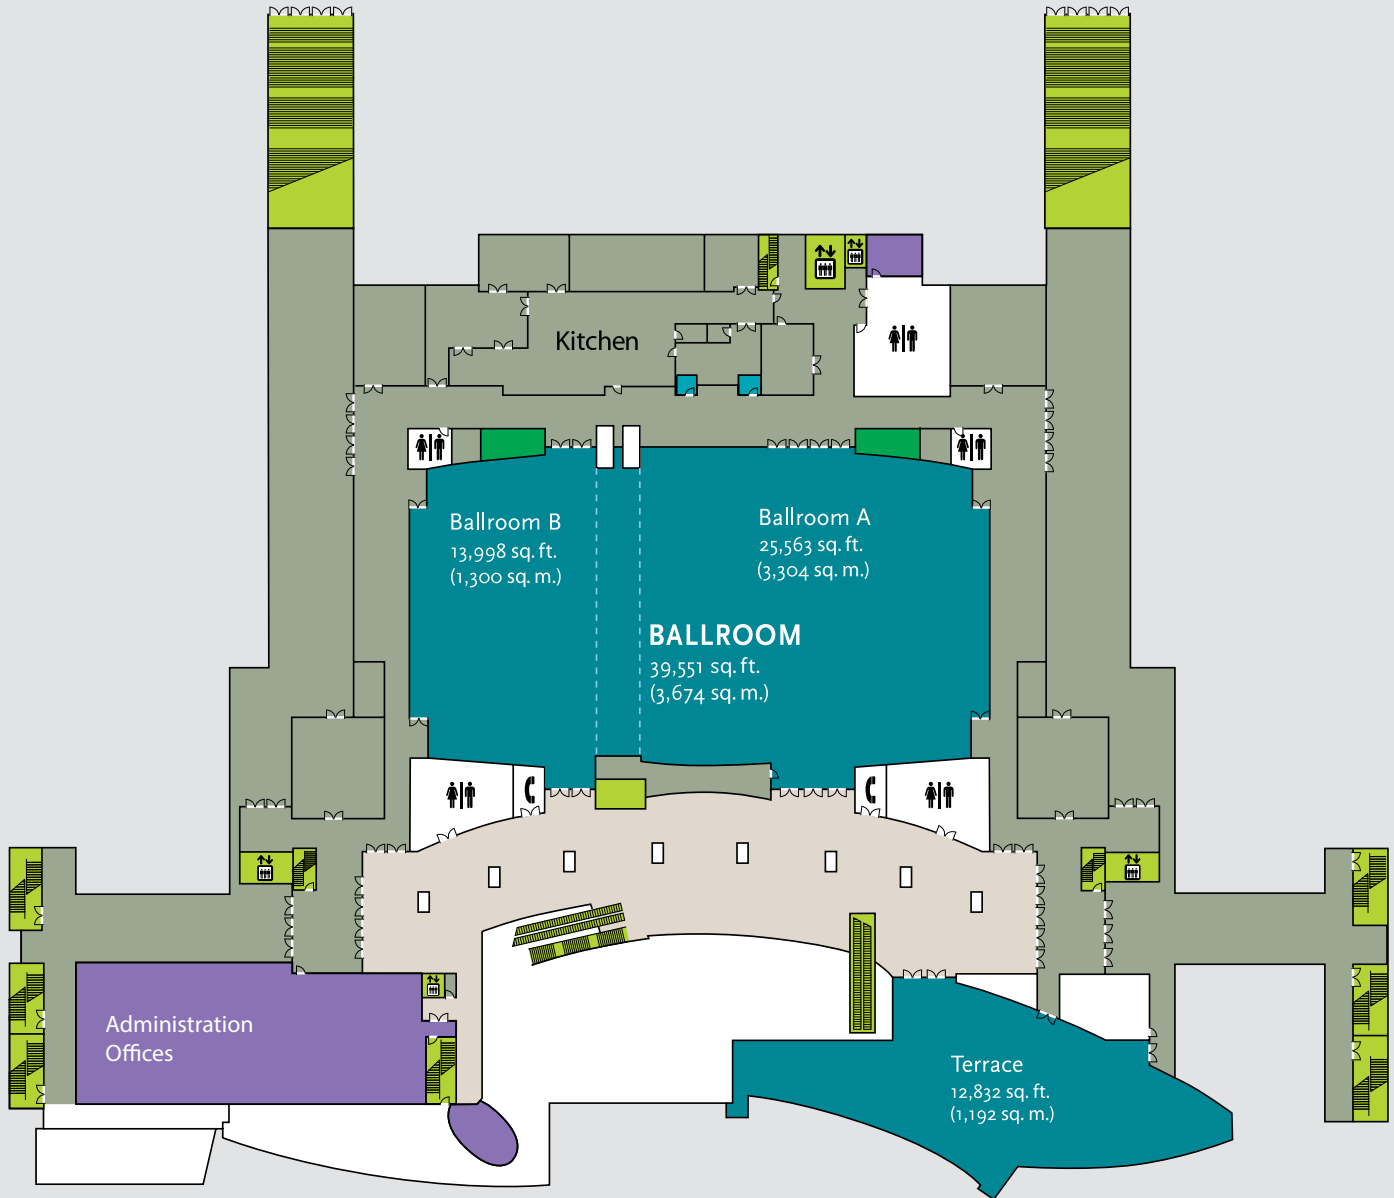 Kitchen
Ballroom B
13,998 sq. ft.
(1,300 sq. m.)
Ballroom A
25,563 sq. ft.
(3,304 sq. m.)
BALLROOM
39,551 sq. ft.
(3,674 sq. m.)
Administration
Offices
Terrace
12,832 sq. ft.
(1,192 sq. m.)